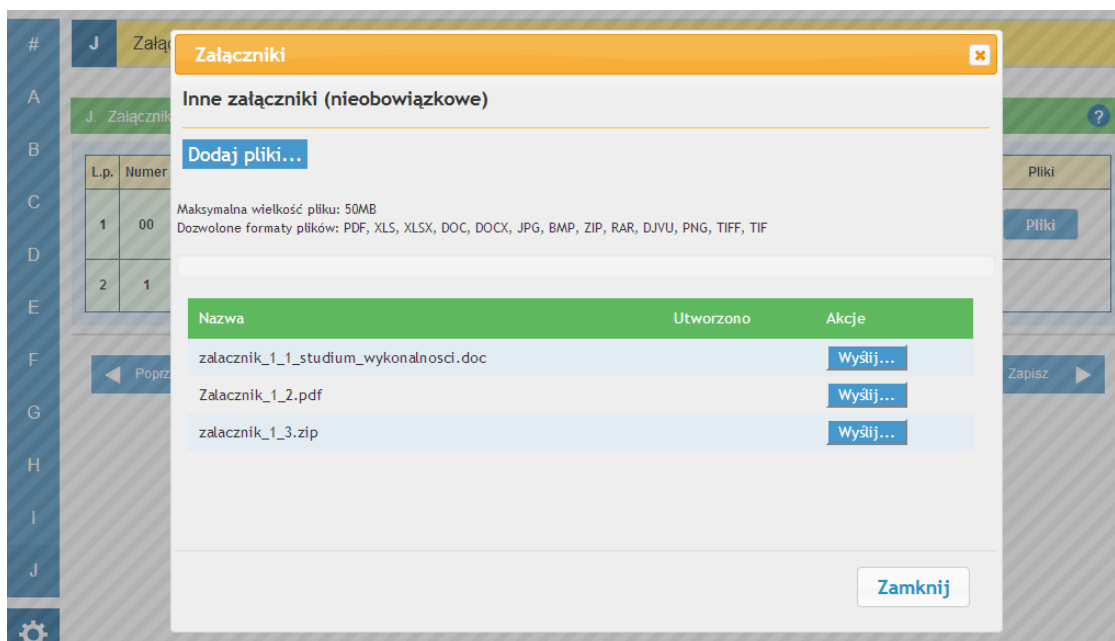 #
A
B
C
D
E
F
G
H
I
J
J
Załą
Załączniki
Inne załączniki (nieobowiązkowe)
J. Załącznik
?
Dodaj pliki...
L.p. Numer
Pliki
Maksymalna wielkość pliku: 50MB
Dozwolone formaty plików: PDF, XLS, XLSX, DOC, DOCX, JPG, BMP, ZIP, RAR, DJVU, PNG, TIFF, TIF
1 00
Pliki
2 1
Nazwa Utworzono Akcje
zalacznik_1_1_studium_wykonalnosci.doc Wyślij...
Zalacznik_1_2.pdf Wyślij...
zalacznik_1_3.zip Wyślij...
Poprz
Zapisz
Zamknij